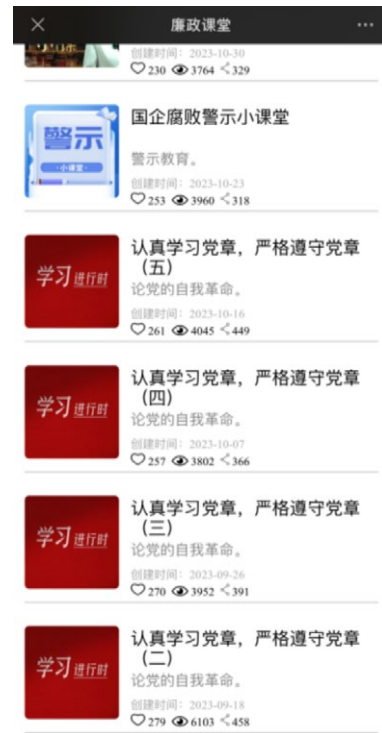 廉政课堂
创建时间：2023-10-30
230 3764 329
警示
·小课堂·
国企腐败警示小课堂
警示教育。
创建时间：2023-10-23
253 3960 318
学习进行时
认真学习党章，严格遵守党章
（五）
论党的自我革命。
创建时间：2023-10-16
261 4045 449
学习进行时
认真学习党章，严格遵守党章
（四）
论党的自我革命。
创建时间：2023-10-07
257 3802 366
学习进行时
认真学习党章，严格遵守党章
（三）
论党的自我革命。
创建时间：2023-09-26
270 3952 391
学习进行时
认真学习党章，严格遵守党章
（二）
论党的自我革命。
创建时间：2023-09-18
279 6103 458